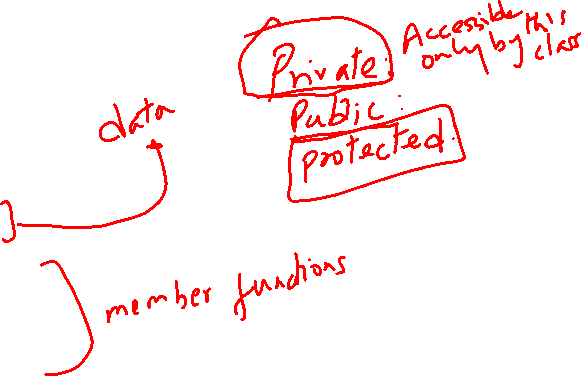 Private:
Accessible
only by this
class
Public:
protected
data
member functions